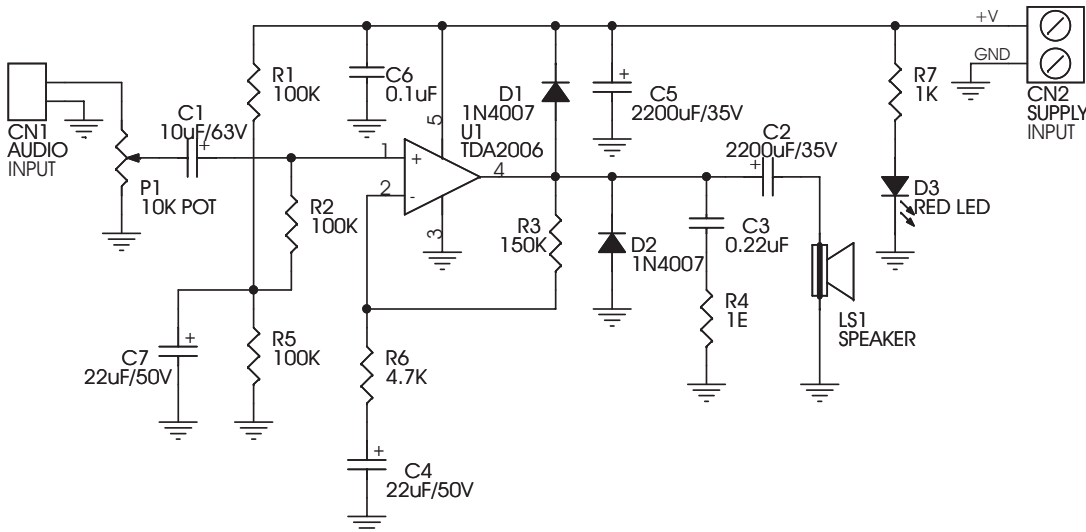 +V
GND
CN2
SUPPLY
INPUT
CN1
AUDIO
INPUT
P1
10K POT
C1
10uF/63V
+
R1
100K
C6
0.1uF
D1
1N4007
C5
2200uF/35V
+
R7
1K
U1
TDA2006
5
1
+
2
-
4
3
C2
2200uF/35V
+
D3
RED LED
R2
100K
R3
150K
D2
1N4007
C3
0.22uF
R4
1E
LS1
SPEAKER
C7
22uF/50V
+
R5
100K
R6
4.7K
C4
22uF/50V
+